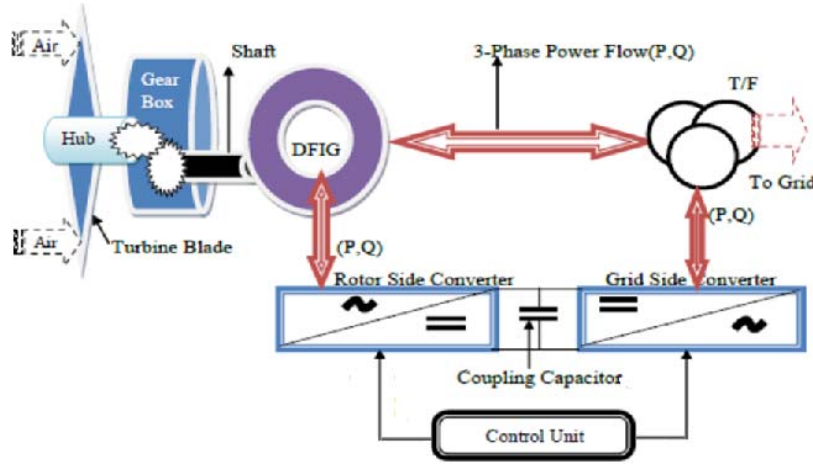 Air
Shaft
3-Phase Power Flow(P,Q)
Gear
Box
T/F
Hub
DFIG
To Grid
Air
Turbine Blade
(P,Q)
(P,Q)
Rotor Side Converter
Grid Side Converter
Coupling Capacitor
Control Unit